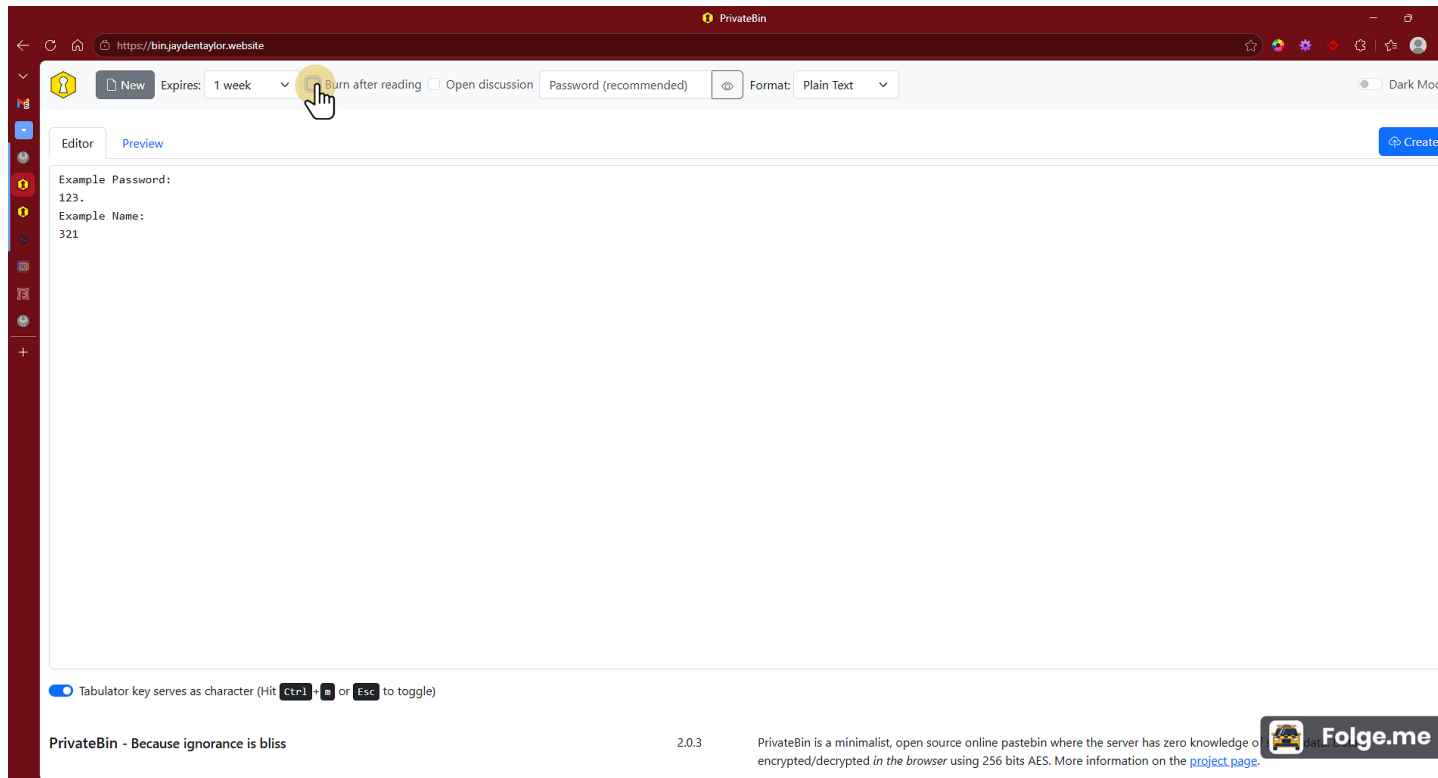 PrivateBin
https://bin.jaydentaylor.website
New Expires: 1 week Burn after reading Open discussion Password (recommended) Format: Plain Text Dark Mod
Editor Preview Create
Example Password:
123.
Example Name:
321
Tabulator key serves as character (Hit Ctrl + m or Esc to toggle)
PrivateBin - Because ignorance is bliss 2.0.3 PrivateBin is a minimalist, open source online pastebin where the server has zero knowledge of
encrypted/decrypted in the browser using 256 bits AES. More information on the project page.
Folge.me